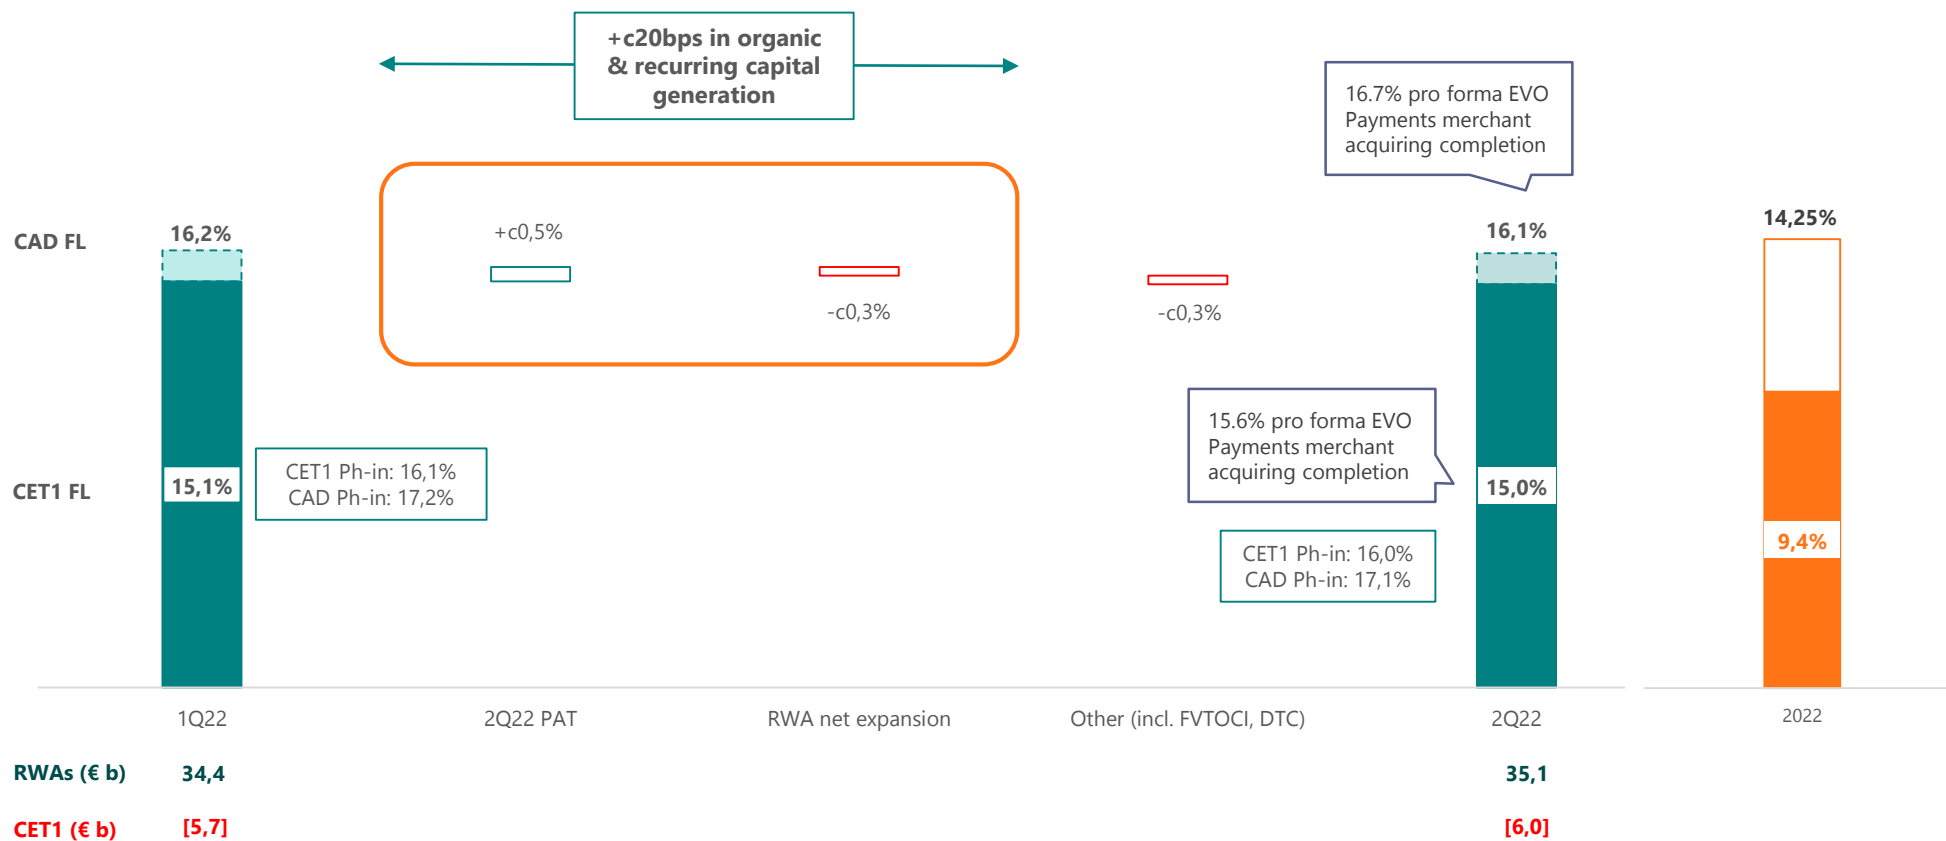 +c20bps in organic
& recurring capital
generation
16.7% pro forma EVO
Payments merchant
acquiring completion
CAD FL
16,2%
+c0,5%
-c0,3%
-c0,3%
16,1%
14,25%
15.6% pro forma EVO
Payments merchant
acquiring completion
CET1 FL
15,1%
CET1 Ph-in: 16,1%
CAD Ph-in: 17,2%
15,0%
CET1 Ph-in: 16,0%
CAD Ph-in: 17,1%
9,4%
1Q22
2Q22 PAT
RWA net expansion
Other (incl. FVTOCI, DTC)
2Q22
2022
RWAs (€ b)
34,4
35,1
CET1 (€ b)
[5,7]
[6,0]